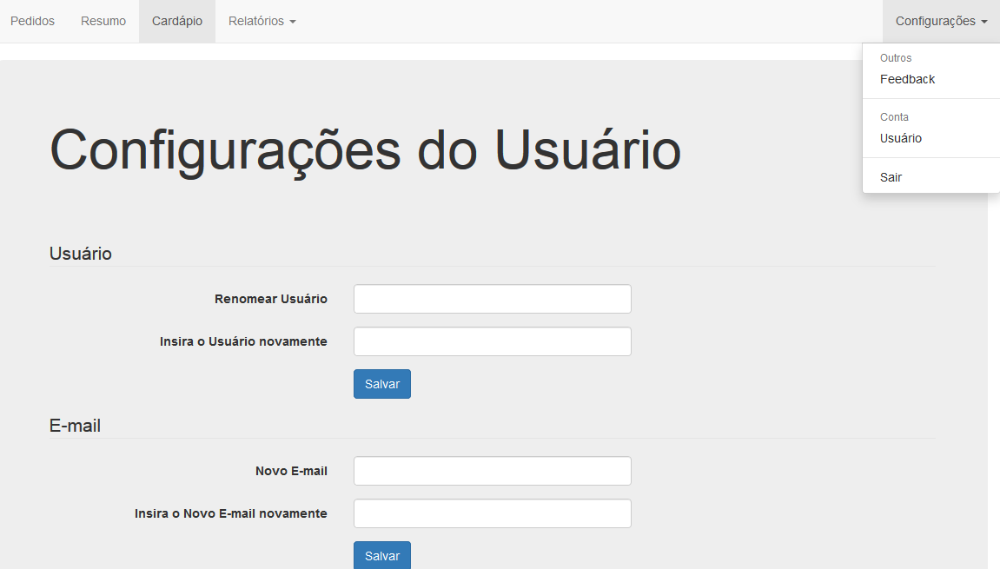 Pedidos Resumo Cardápio Relatórios Configurações
Outros
Feedback
Conta
Usuário
Sair
Configurações do Usuário
Usuário
Renomear Usuário
Insira o Usuário novamente
Salvar
E-mail
Novo E-mail
Insira o Novo E-mail novamente
Salvar